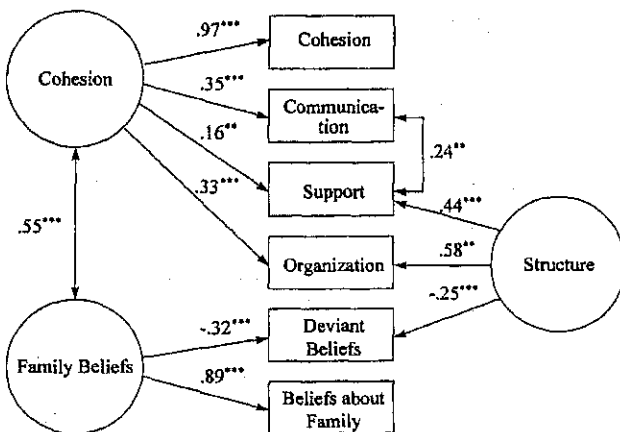 .97***
Cohesion
Cohesion
.35***
Communica-
tion
.16**
.24**
.33***
Support
.44***
.55***
.58**
Organization
Structure
-.25***
-.32***
Deviant
Beliefs
Family Beliefs
.89***
Beliefs about
Family